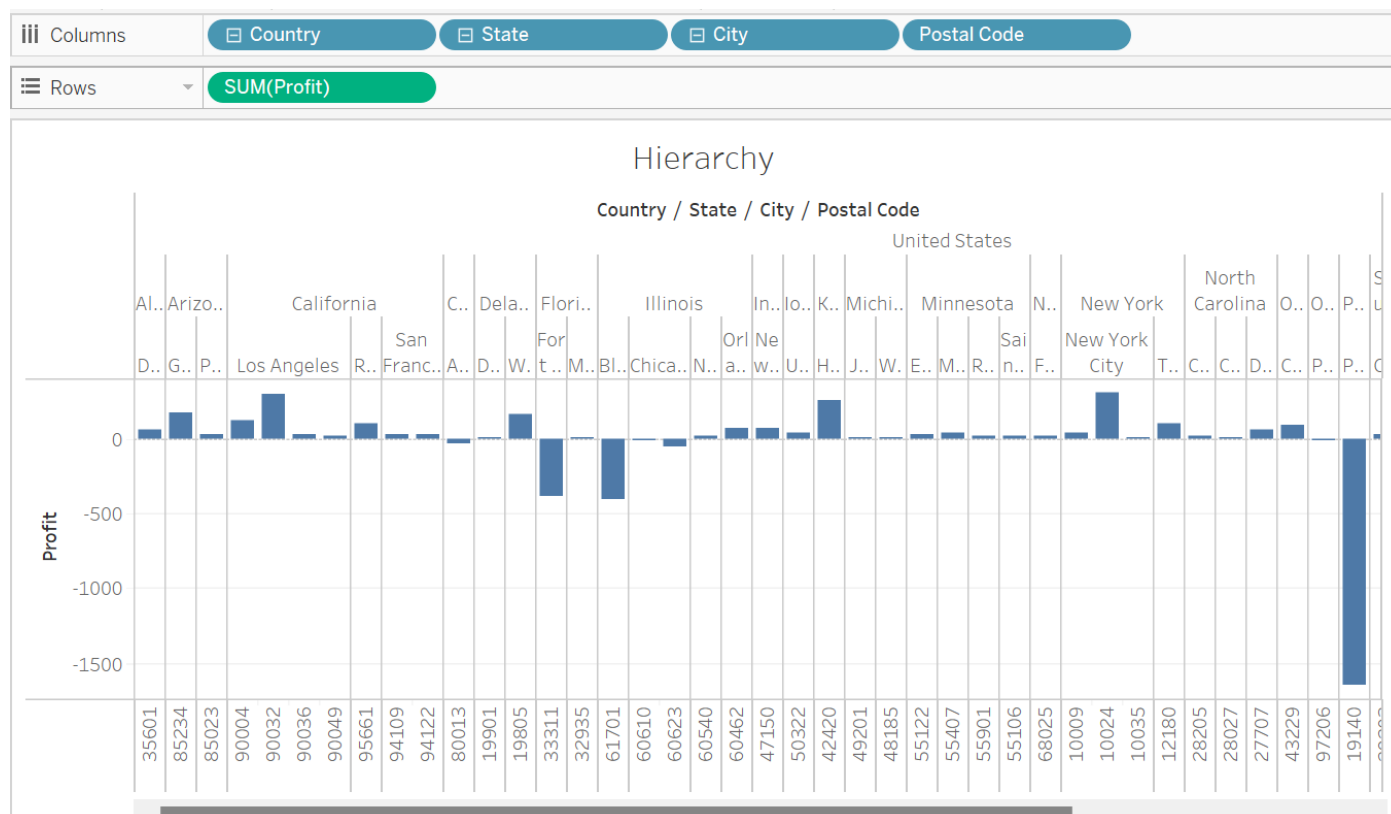 Columns Country State City Postal Code
Rows SUM(Profit)
Hierarchy
Country / State / City / Postal Code
United States
Al.. Arizo.. California C.. Dela.. Flori.. Illinois In.. Io.. K.. Michi.. Minnesota N.. New York North Carolina O.. O.. P..
D.. G.. P.. Los Angeles R.. San Franc.. A.. D.. W. For t .. M.. Bl.. Chica.. N.. Orl a.. Ne w.. U.. H.. J.. W. E.. M.. R.. Sai n.. F.. New York City T.. C.. C.. D.. C.. P.. P..
Profit
0
-500
-1000
-1500
35601 85234 85023 90004 90032 90036 90049 95661 94109 94122 80013 19901 19805 33311 32935 61701 60610 60623 60540 60462 47150 50322 42420 49201 48185 55122 55407 55901 55106 68025 10009 10024 10035 12180 28205 28027 27707 43229 97206 19140